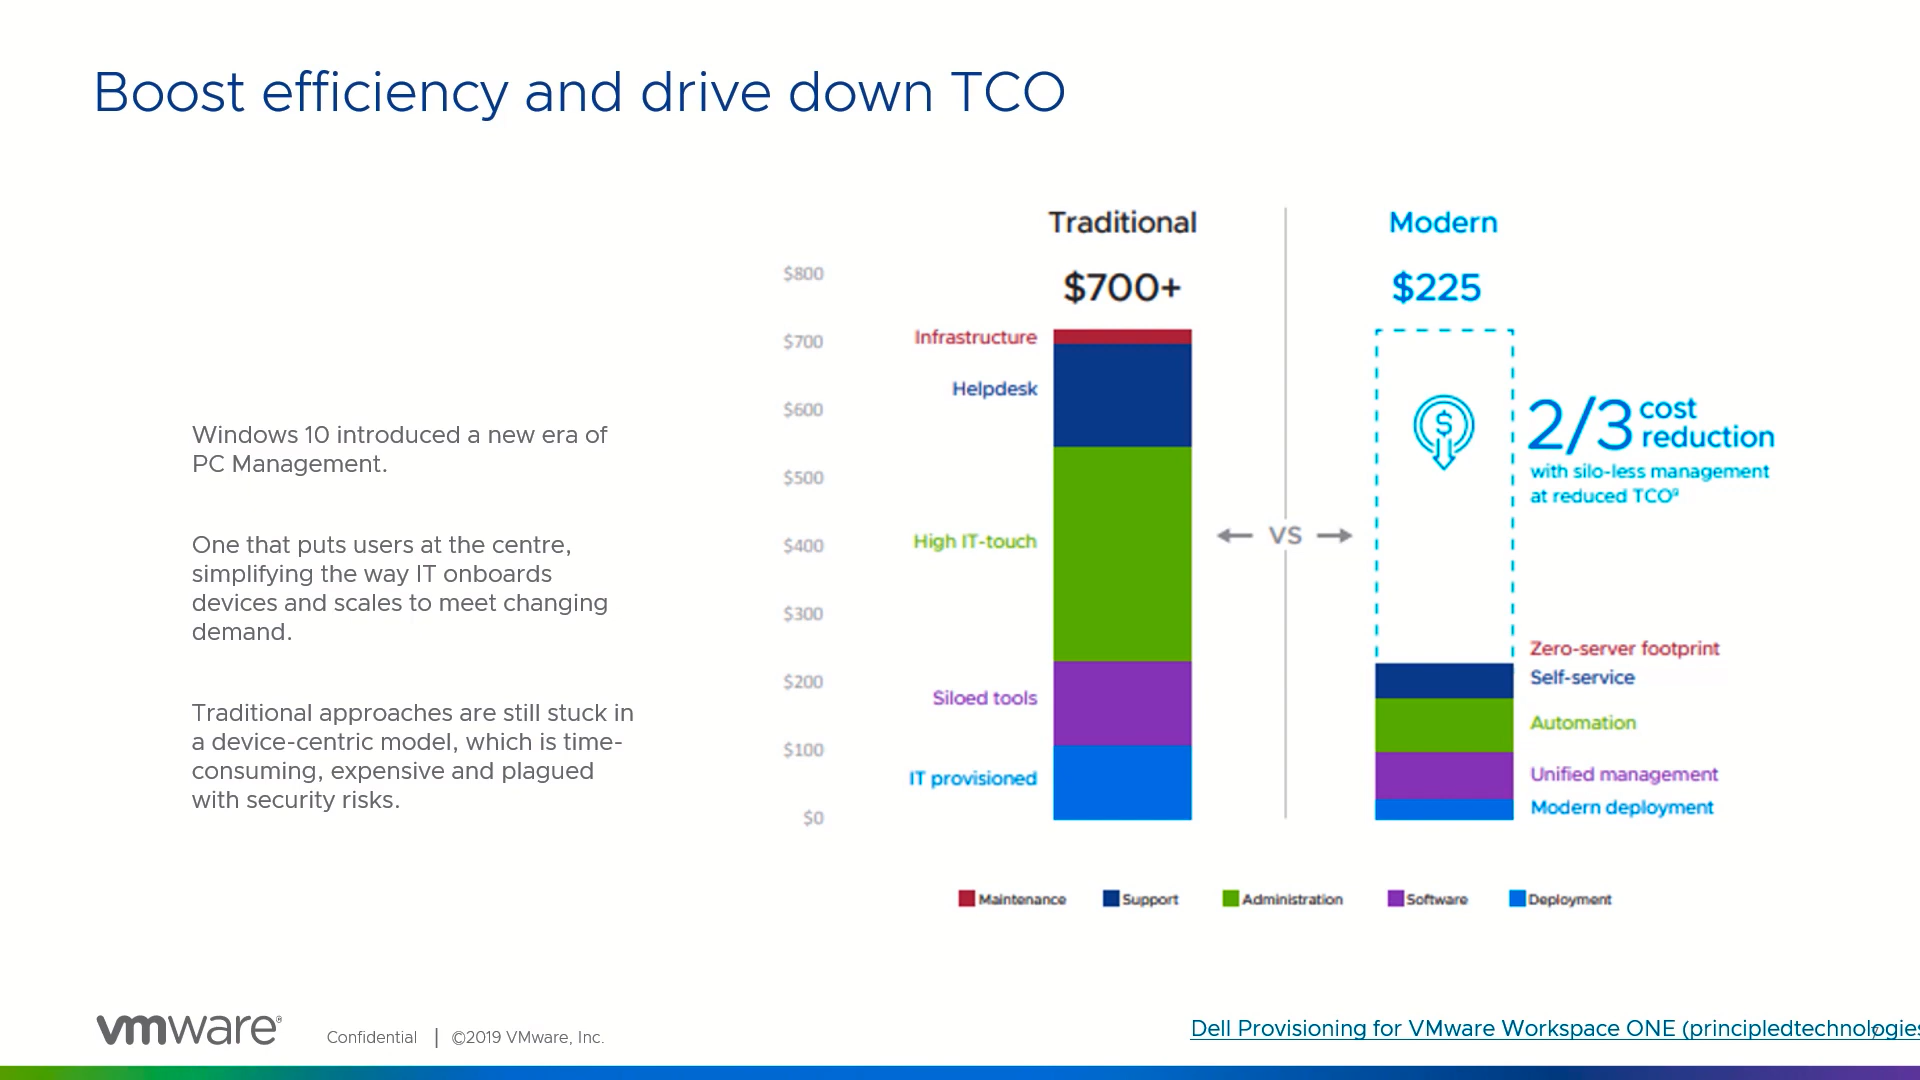 Boost efficiency and drive down TCO
Windows 10 introduced a new era of
PC Management.
One that puts users at the centre,
simplifying the way IT onboards
devices and scales to meet changing
demand.
Traditional approaches are still stuck in
a device-centric model, which is time-
consuming, expensive and plagued
with security risks.
Traditional
$700+
Modern
$225
$800
$700
$600
$500
$400
$300
$200
$100
$0
Infrastructure
Helpdesk
High IT-touch
Siloed tools
IT provisioned
VS
$
2/3 cost
reduction
with silo-less management
at reduced TCO⁹
Zero-server footprint
Self-service
Automation
Unified management
Modern deployment
Maintenance
Support
Administration
Software
Deployment
vmware®
Confidential | ©2019 VMware, Inc.
Dell Provisioning for VMware Workspace ONE (principledtechnologies